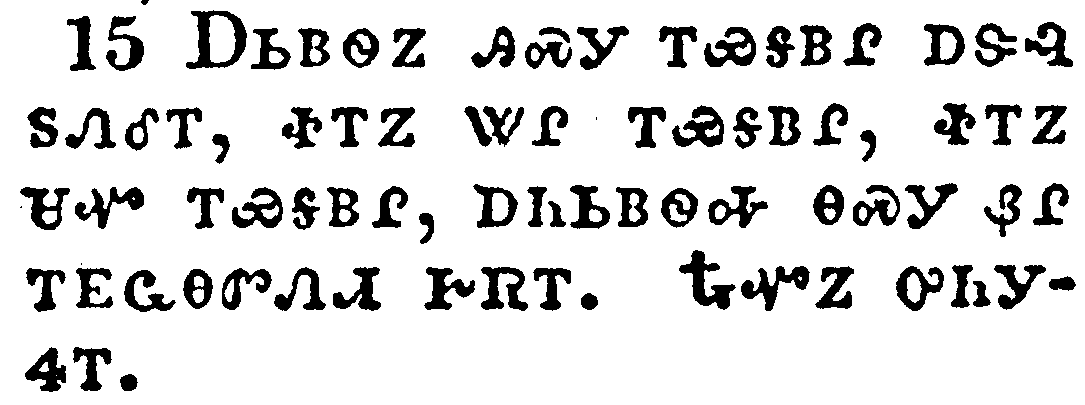 15 ᎠᏏᏴᏫᏃ ᎯᏍᎩ ᎢᏯᎦᏴᎵ ᎠᏕᎸ
ᏚᏁᎴᎢ, ᏐᎢᏃ ᏔᎵ ᎢᏯᎦᏴᎵ, ᏐᎢᏃ
ᏌᏉ ᎢᏯᎦᏴᎵ, ᎠᏂᏏᏴᏫᎭ ᎾᏍᎩ ᏰᎵ
ᎢᎬᏩᎾᏛᏁᏗ ᎨᏒᎢ. ᎿᏉᏃ ᎤᏂᎩ-
ᏎᎢ.